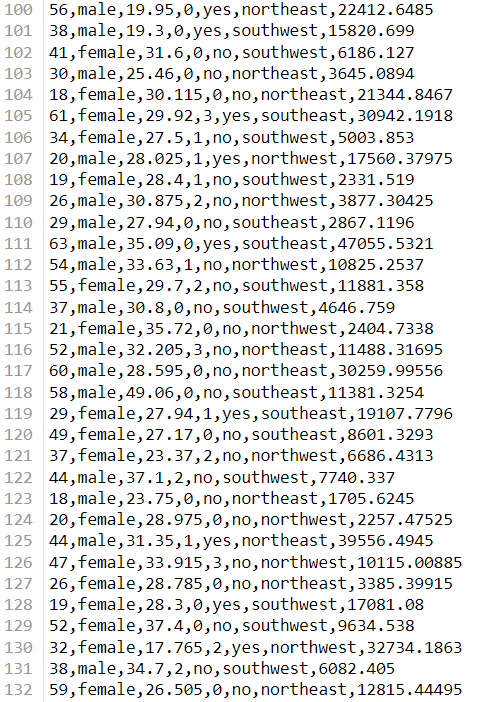 100 56,male,19.95,0,yes,northeast,22412.6485
101 38,male,19.3,0,yes,southwest,15820.699
102 41,female,31.6,0,no,southwest,6186.127
103 30,male,25.46,0,no,northeast,3645.0894
104 18,female,30.115,0,no,northeast,21344.8467
105 61,female,29.92,3,yes,southeast,30942.1918
106 34,female,27.5,1,no,southwest,5003.853
107 20,male,28.025,1,yes,northwest,17560.37975
108 19,female,28.4,1,no,southwest,2331.519
109 26,male,30.875,2,no,northwest,3877.30425
110 29,male,27.94,0,no,southeast,2867.1196
111 63,male,35.09,0,yes,southeast,47055.5321
112 54,male,33.63,1,no,northwest,10825.2537
113 55,female,29.7,2,no,southwest,11881.358
114 37,male,30.8,0,no,southwest,4646.759
115 21,female,35.72,0,no,northwest,2404.7338
116 52,male,32.205,3,no,northeast,11488.31695
117 60,male,28.595,0,no,northeast,30259.99556
118 58,male,49.06,0,no,southeast,11381.3254
119 29,female,27.94,1,yes,southeast,19107.7796
120 49,female,27.17,0,no,southeast,8601.3293
121 37,female,23.37,2,no,northwest,6686.4313
122 44,male,37.1,2,no,southwest,7740.337
123 18,male,23.75,0,no,northeast,1705.6245
124 20,female,28.975,0,no,northwest,2257.47525
125 44,male,31.35,1,yes,northeast,39556.4945
126 47,female,33.915,3,no,northwest,10115.00885
127 26,female,28.785,0,no,northeast,3385.39915
128 19,female,28.3,0,yes,southwest,17081.08
129 52,female,37.4,0,no,southwest,9634.538
130 32,female,17.765,2,yes,northwest,32734.1863
131 38,male,34.7,2,no,southwest,6082.405
132 59,female,26.505,0,no,northeast,12815.44495